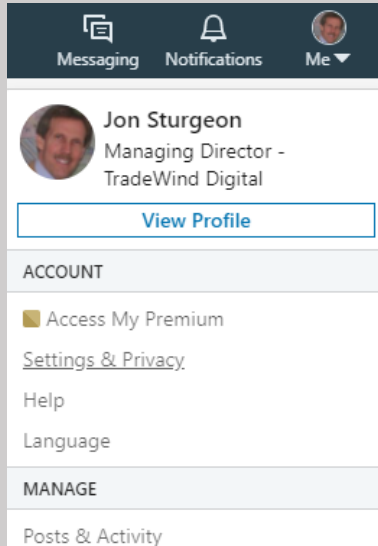 Messaging Notifications Me
Jon Sturgeon
Managing Director -
TradeWind Digital
View Profile
ACCOUNT
Access My Premium
Settings & Privacy
Help
Language
MANAGE
Posts & Activity